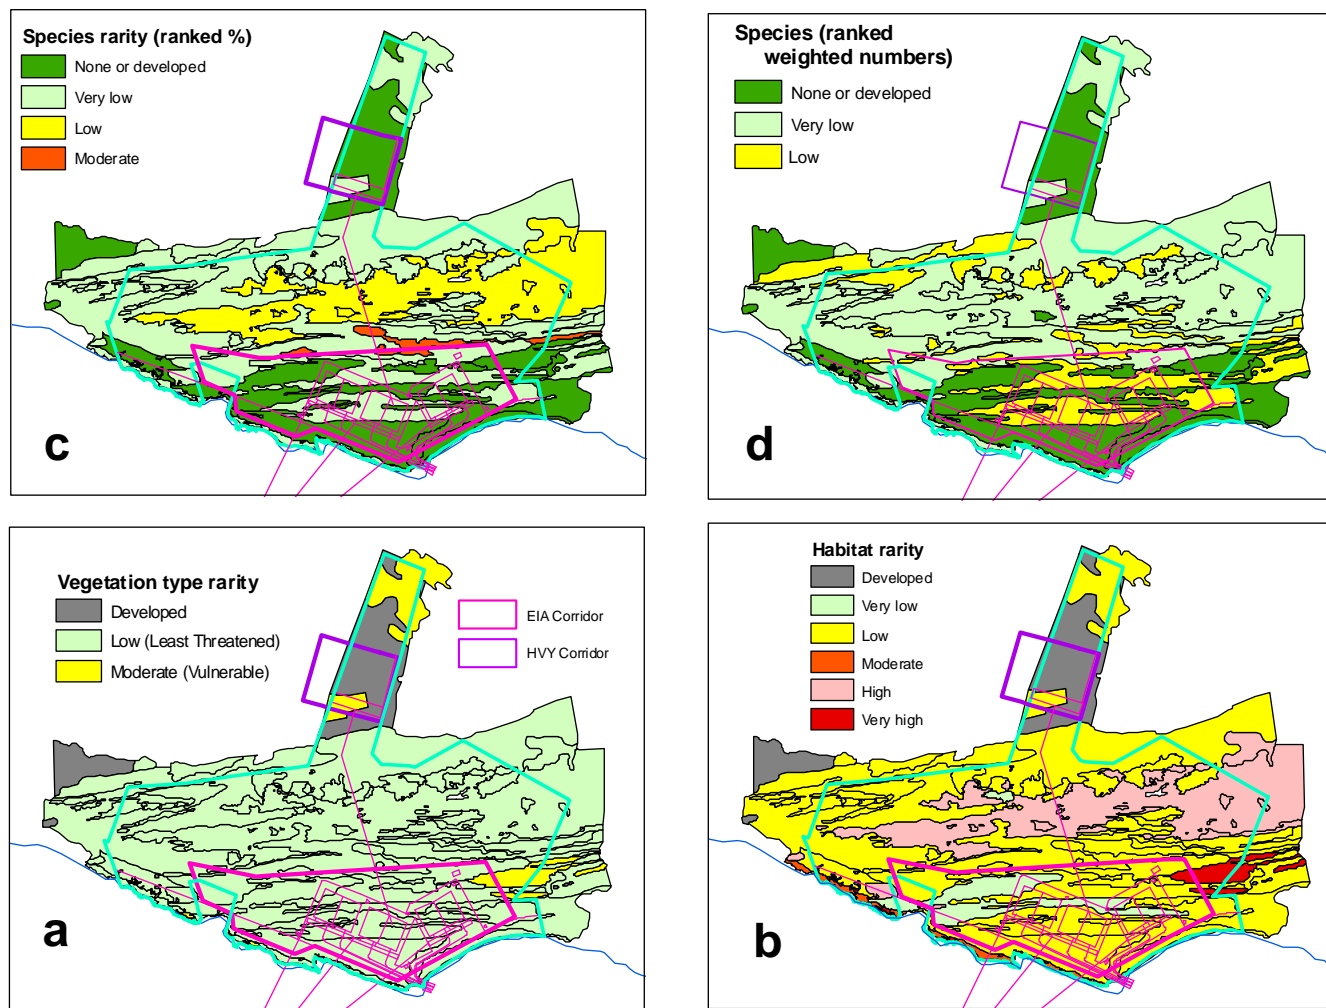 Species rarity (ranked %)
None or developed
Very low
Low
Moderate
c
Species (ranked
weighted numbers)
None or developed
Very low
Low
d
Vegetation type rarity
Developed
Low (Least Threatened)
Moderate (Vulnerable)
EIA Corridor
HVY Corridor
a
Habitat rarity
Developed
Very low
Low
Moderate
High
Very high
b